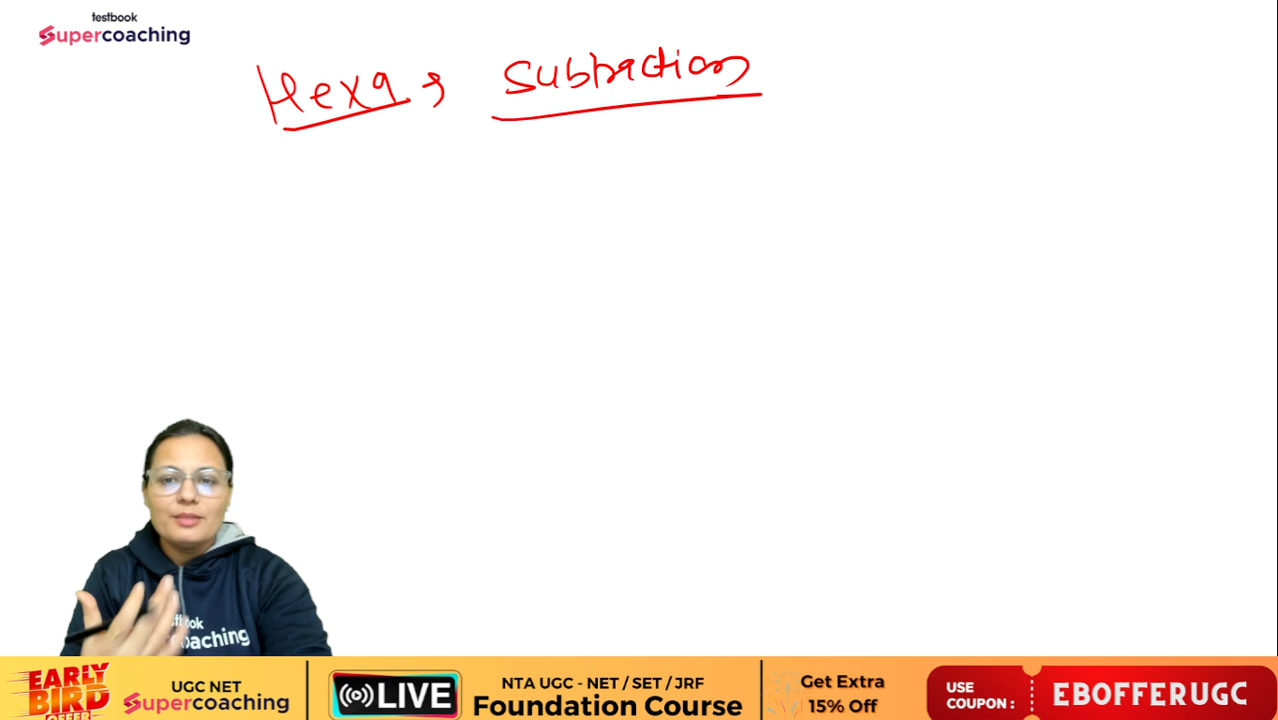 testbook
Supercoaching
Hexa, Subtraction
testbook
Supercoaching
EARLY
BIRD
OFFER
UGC NET
Supercoaching
LIVE
NTA UGC - NET / SET / JRF
Foundation Course
Get Extra
15% Off
USE
COUPON :
EBOFFERUGC